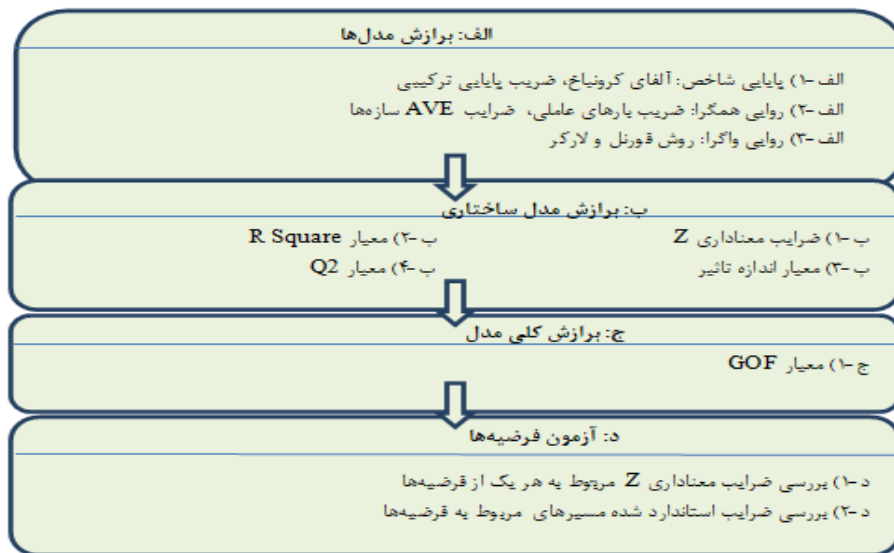 الف: برازش مدل‌ها
الف-۱) پایایی شاخص: آلفای کرونباخ، ضریب پایایی ترکیبی
الف-۲) روایی همگرا: ضریب بارهای عاملی، ضرایب AVE سازه‌ها
الف-۳) روایی واگرا: روش فورنل و لارکر
ب: برازش مدل ساختاری
ب-۱) ضرایب معناداری Z
ب-۲) معیار R Square
ب-۳) معیار اندازه تاثیر
ب-۴) معیار Q2
ج: برازش کلی مدل
ج-۱) معیار GOF
د: آزمون فرضیه‌ها
د-۱) بررسی ضرایب معناداری Z مربوط به هر یک از فرضیه‌ها
د-۲) بررسی ضرایب استاندارد شده مسیرهای مربوط به فرضیه‌ها